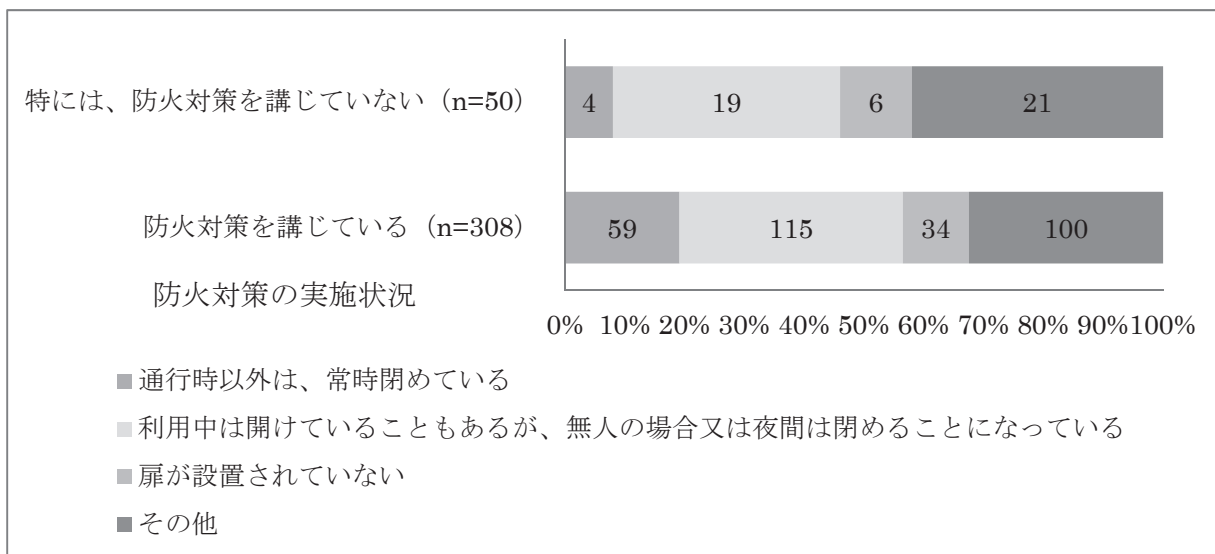 特には、防火対策を講じていない（n=50） 4 19 6 21
防火対策を講じている（n=308） 59 115 34 100
防火対策の実施状況
0% 10% 20% 30% 40% 50% 60% 70% 80% 90% 100%
通行時以外は、常時閉めている
利用中は開けていることもあるが、無人の場合又は夜間は閉めることになっている
扉が設置されていない
その他